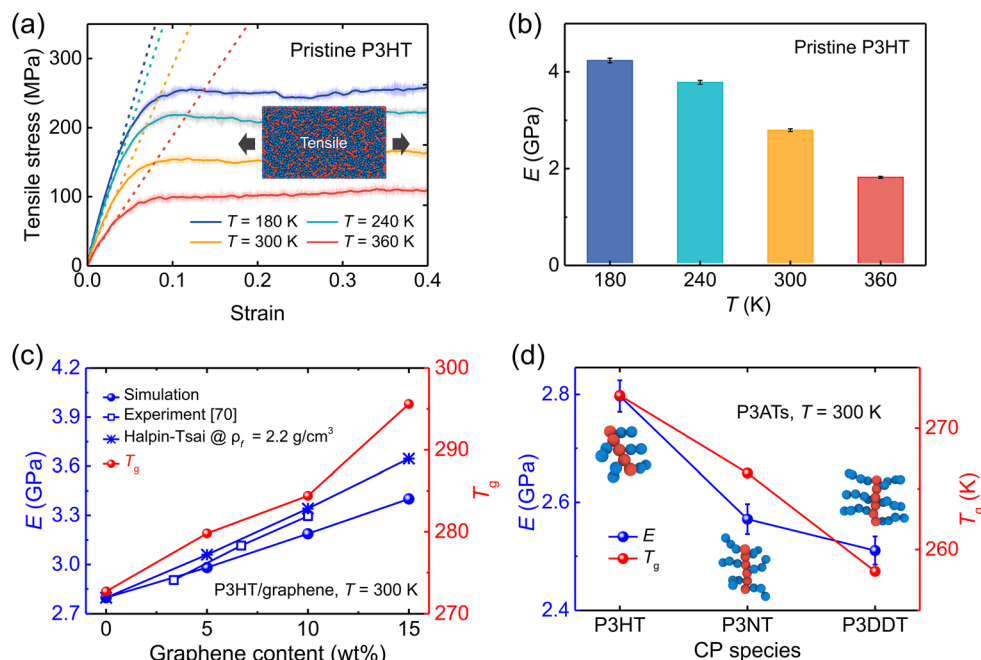 (a)
Pristine P3HT
Tensile stress (MPa)
300
200
100
0
Tensile
T = 180 K
T = 240 K
T = 300 K
T = 360 K
0.0
0.1
0.2
0.3
0.4
Strain
(b)
Pristine P3HT
E (GPa)
4
2
0
180
240
300
360
T (K)
(c)
E (GPa)
4.2
3.9
3.6
3.3
3.0
2.7
Simulation
Experiment [70]
Halpin-Tsai @ ρf = 2.2 g/cm³
Tg
P3HT/graphene, T = 300 K
300
290
280
270
Tg
0
5
10
15
Graphene content (wt%)
(d)
E (GPa)
2.8
2.6
2.4
P3ATs, T = 300 K
E
Tg
270
260
Tg (K)
P3HT
P3NT
P3DDT
CP species